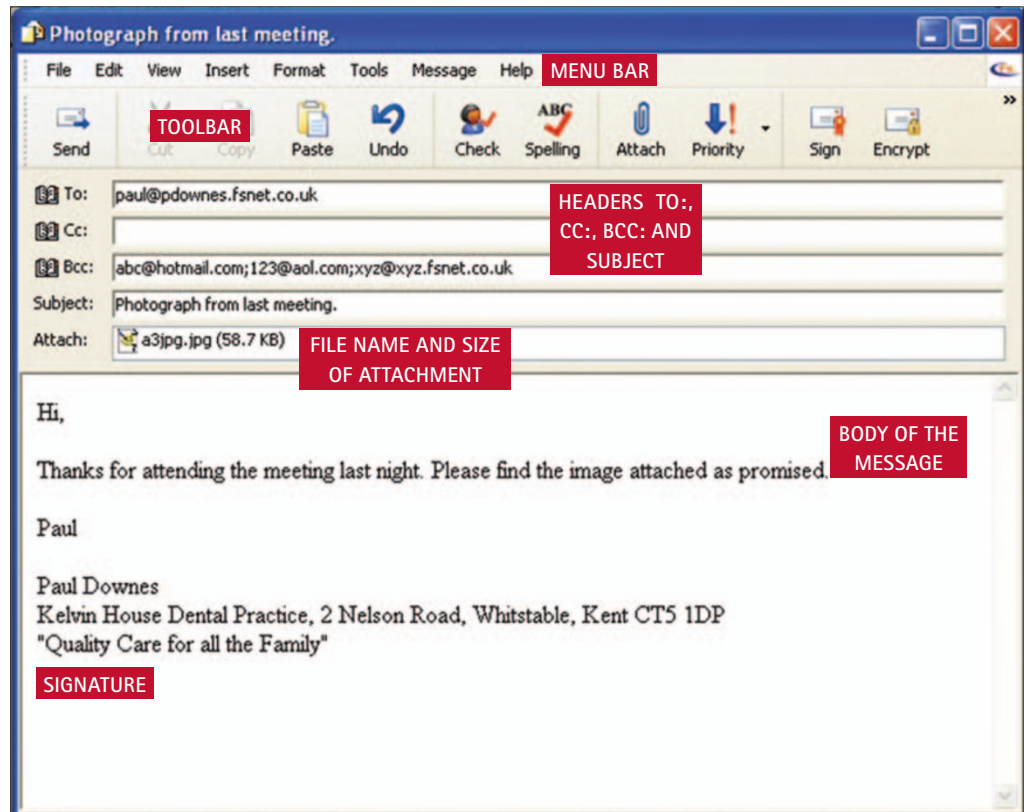 Photograph from last meeting.
File Edit View Insert Format Tools Message Help MENU BAR
TOOLBAR
Send Cut Copy Paste Undo Check ABC Spelling Attach Priority Sign Encrypt
To: paul@pdownes.fsnet.co.uk
HEADERS TO:,
CC:, BCC: AND
SUBJECT
Cc:
Bcc: abc@hotmail.com;123@aol.com;xyz@xyz.fsnet.co.uk
Subject: Photograph from last meeting.
Attach: a3jpg.jpg (58.7 KB)
FILE NAME AND SIZE
OF ATTACHMENT
Hi,
BODY OF THE
MESSAGE
Thanks for attending the meeting last night. Please find the image attached as promised.
Paul
Paul Downes
Kelvin House Dental Practice, 2 Nelson Road, Whitstable, Kent CT5 1DP
"Quality Care for all the Family"
SIGNATURE